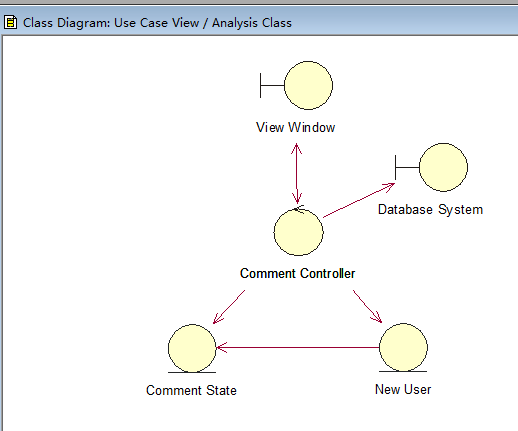 Class Diagram: Use Case View / Analysis Class
View Window
Database System
Comment Controller
Comment State
New User